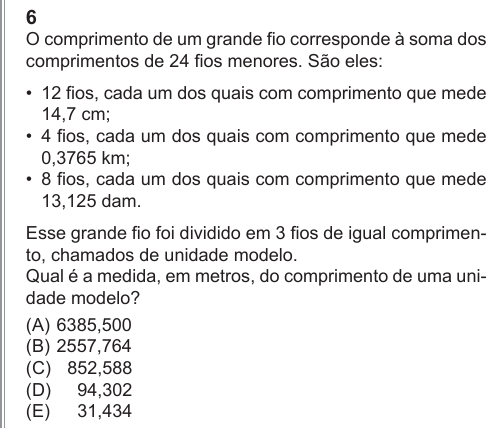 6
O comprimento de um grande fio corresponde à soma dos
comprimentos de 24 fios menores. São eles:
• 12 fios, cada um dos quais com comprimento que mede
14,7 cm;
• 4 fios, cada um dos quais com comprimento que mede
0,3765 km;
• 8 fios, cada um dos quais com comprimento que mede
13,125 dam.
Esse grande fio foi dividido em 3 fios de igual comprimen-
to, chamados de unidade modelo.
Qual é a medida, em metros, do comprimento de uma uni-
dade modelo?
(A) 6385,500
(B) 2557,764
(C) 852,588
(D) 94,302
(E) 31,434